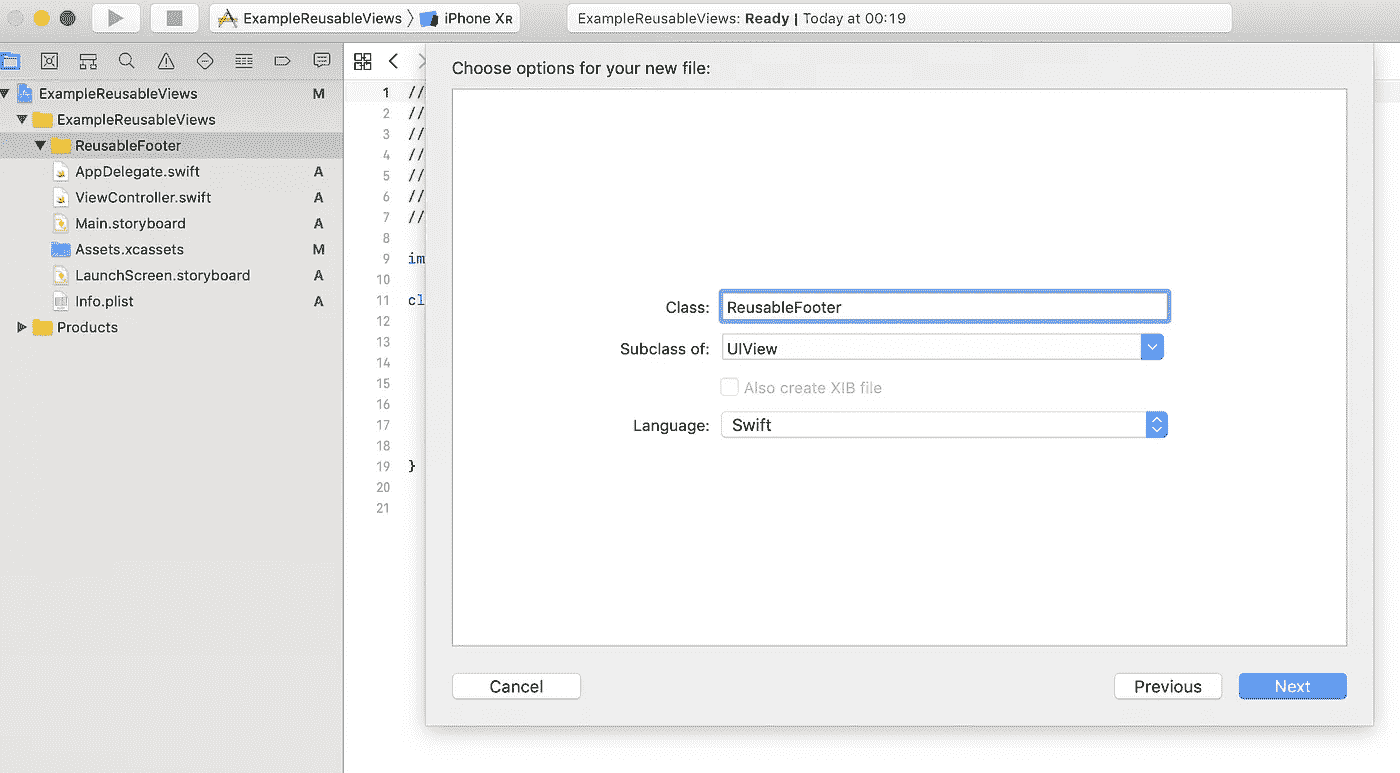 ExampleReusableViews 〉 iPhone Xʀ
ExampleReusableViews: Ready | Today at 00:19
ExampleReusableViews M
ExampleReusableViews
ReusableFooter
AppDelegate.swift A
ViewController.swift A
Main.storyboard A
Assets.xcassets M
LaunchScreen.storyboard A
Info.plist A
Products
1 //
2 //
3 //
4 //
5 //
6 //
7 //
8
9 im
10
11 cl
12
13
14
15
16
17
18
19 }
20
21
Choose options for your new file:
Class: ReusableFooter
Subclass of: UIView
Also create XIB file
Language: Swift
Cancel Previous Next